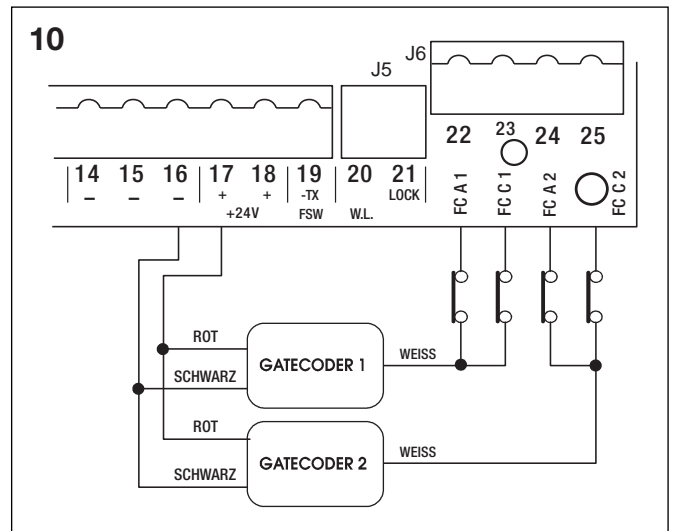 10
J5
J6
14 15 16 17 18 19 20 21
– – – + + -TX LOCK
+24V FSW W.L.
22 23 24 25
FC A 1 FC C 1 FC A 2 FC C 2
ROT
GATECODER 1
WEISS
SCHWARZ
ROT
GATECODER 2
WEISS
SCHWARZ